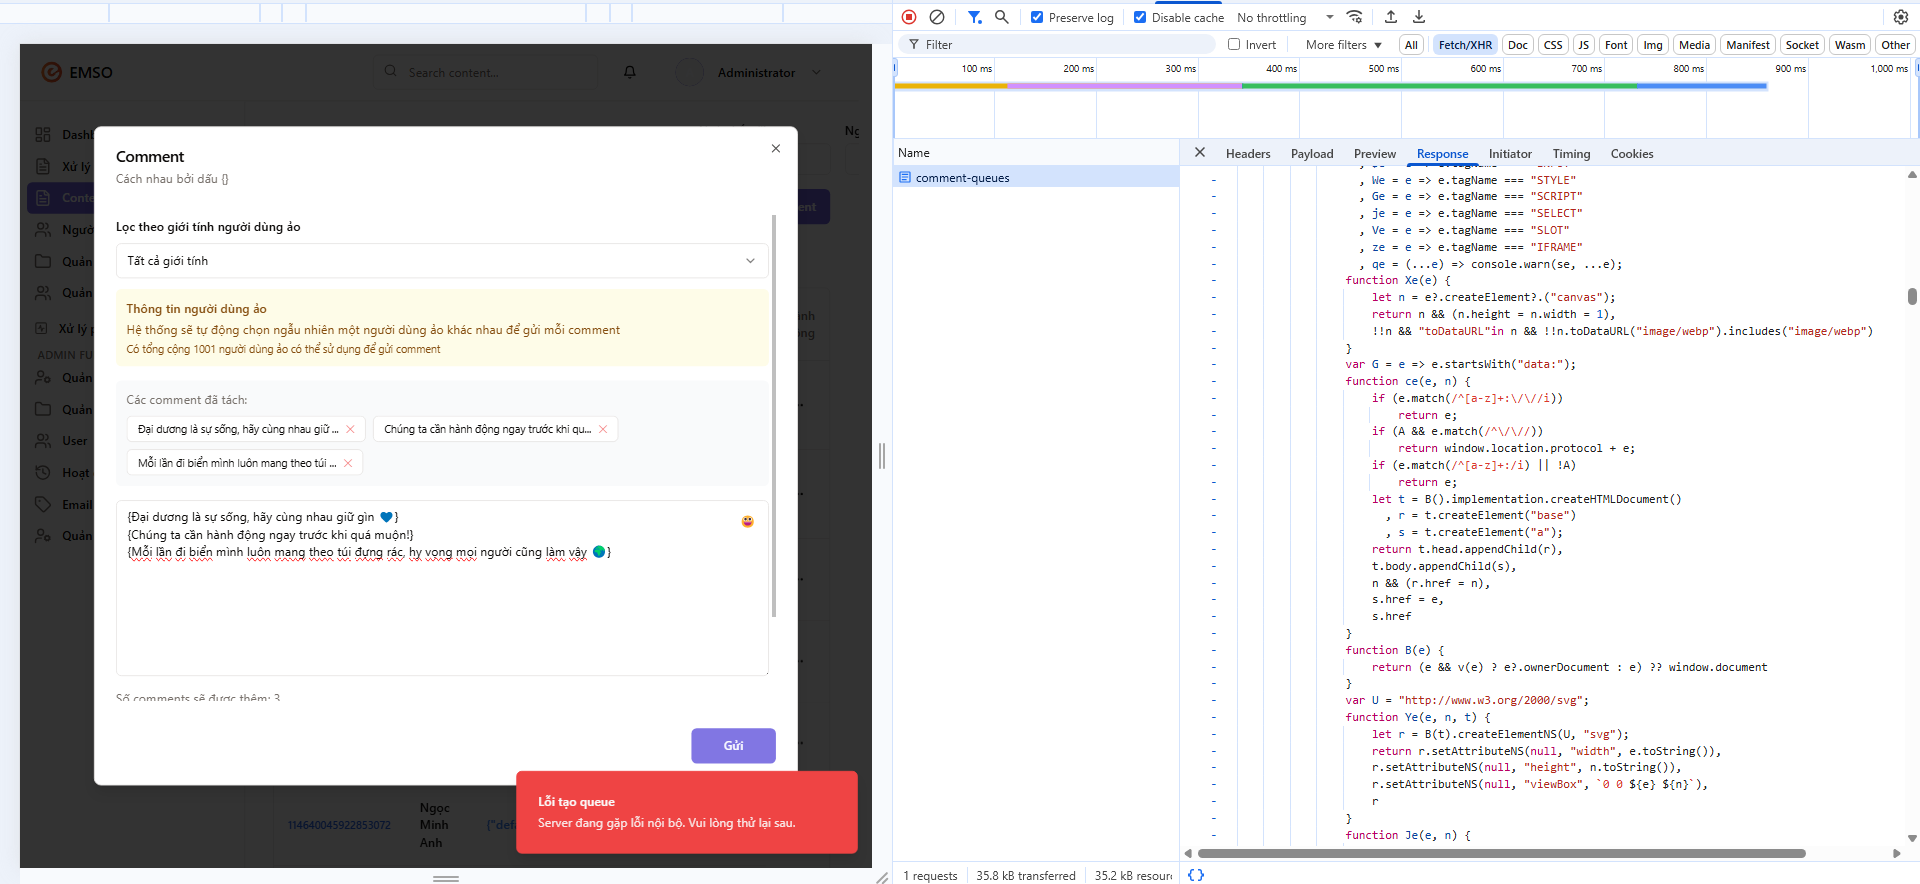 EMSO
Search content...
Administrator
Dashb
Xử lý
Conte
Người
Quản
Quản
Xử lý p
ADMIN FU
Quản
Quản
User
Hoạt
Email
Quản
Comment
Cách nhau bởi dấu {}
Lọc theo giới tính người dùng ảo
Tất cả giới tính
Thông tin người dùng ảo
Hệ thống sẽ tự động chọn ngẫu nhiên một người dùng ảo khác nhau để gửi mỗi comment
Có tổng cộng 1001 người dùng ảo có thể sử dụng để gửi comment
Các comment đã tách:
Đại dương là sự sống, hãy cùng nhau giữ ...
Chúng ta cần hành động ngay trước khi qu...
Mỗi lần đi biển mình luôn mang theo túi ...
{Đại dương là sự sống, hãy cùng nhau giữ gìn 💙}
{Chúng ta cần hành động ngay trước khi quá muộn!}
{Mỗi lần đi biển mình luôn mang theo túi đựng rác, hy vọng mọi người cũng làm vậy 🌍}
Số comments sẽ được thêm: 3
Gửi
Lỗi tạo queue
Server đang gặp lỗi nội bộ. Vui lòng thử lại sau.
114640045922853072
Ngọc
Minh
Anh
{"defa
Preserve log
Disable cache
No throttling
Filter
Invert
More filters
All
Fetch/XHR
Doc
CSS
JS
Font
Img
Media
Manifest
Socket
Wasm
Other
100 ms
200 ms
300 ms
400 ms
500 ms
600 ms
700 ms
800 ms
900 ms
1,000 ms
Name
comment-queues
Headers
Payload
Preview
Response
Initiator
Timing
Cookies
, We = e => e.tagName === "STYLE"
, Ge = e => e.tagName === "SCRIPT"
, je = e => e.tagName === "SELECT"
, Ve = e => e.tagName === "SLOT"
, ze = e => e.tagName === "IFRAME"
, qe = (...e) => console.warn(se, ...e);
function Xe(e) {
let n = e?.createElement?.("canvas");
return n && (n.height = n.width = 1),
!!n && "toDataURL"in n && !!n.toDataURL("image/webp").includes("image/webp")
}
var G = e => e.startsWith("data:");
function ce(e, n) {
if (e.match(/^[a-z]+:\/\//i))
return e;
if (A && e.match(/^\/\//))
return window.location.protocol + e;
if (e.match(/^[a-z]+:/i) || !A)
return e;
let t = B().implementation.createHTMLDocument()
, r = t.createElement("base")
, s = t.createElement("a");
return t.head.appendChild(r),
t.body.appendChild(s),
n && (r.href = n),
s.href = e,
s.href
}
function B(e) {
return (e && v(e) ? e?.ownerDocument : e) ?? window.document
}
var U = "http://www.w3.org/2000/svg";
function Ye(e, n, t) {
let r = B(t).createElementNS(U, "svg");
return r.setAttributeNS(null, "width", e.toString()),
r.setAttributeNS(null, "height", n.toString()),
r.setAttributeNS(null, "viewBox", `0 0 ${e} ${n}`),
r
}
function Je(e, n) {
1 requests
35.8 kB transferred
35.2 kB resour